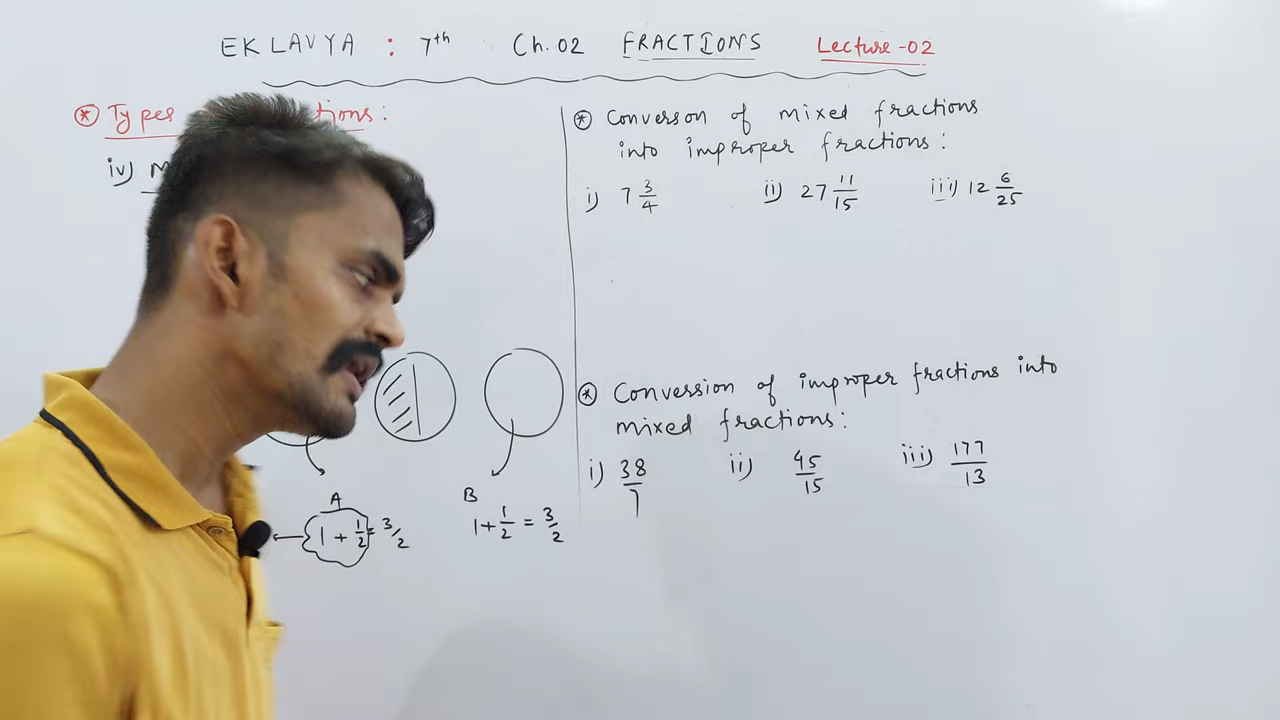 EKLAVYA : 7th Ch. 02 FRACTIONS Lecture-02
* Types tions :
iv)
A
1 + 1/2 = 3/2
B
1 + 1/2 = 3/2
* Converson of mixed fractions
into improper fractions :
i) 7 3/4 ii) 27 11/15 iii) 12 6/25
* Conversion of improper fractions into
mixed fractions :
i) 38/7 ii) 45/15 iii) 177/13